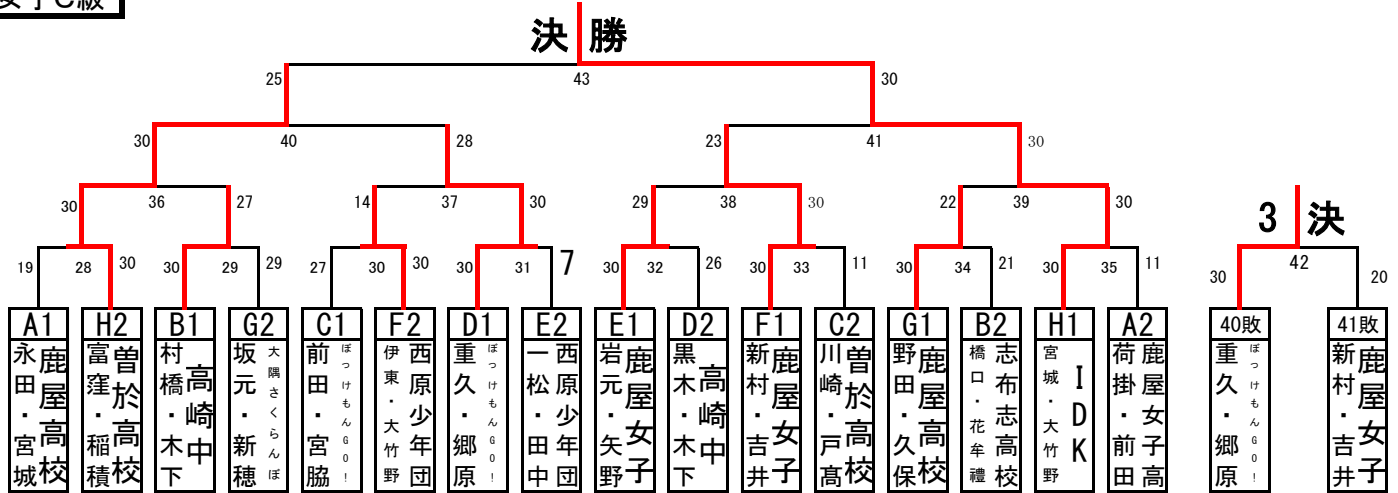 女子C級
決勝
25 43 30
30 40 28 23 41 30
30 36 27 14 37 30 29 38 30 22 39 30
3決
19 28 30 30 29 29 27 30 30 30 31 7 30 32 26 30 33 11 30 34 21 30 35 11 30 42 20
A1 H2 B1 G2 C1 F2 D1 E2 E1 D2 F1 C2 G1 B2 H1 A2 40敗 41敗
鹿屋高校
永田・宮城
曽於高校
富窪・稲積
高崎中
村橋・木下
大隅さくらんぼ
坂元・新穂
ぼっけもんGO!
前田・宮脇
西原少年団
伊東・大竹野
ぼっけもんGO!
重久・郷原
西原少年団
一松・田中
鹿屋女子
岩元・矢野
高崎中
黒木・木下
鹿屋女子
新村・吉井
曽於高校
川崎・戸髙
鹿屋高校
野田・久保
志布志高校
橋口・花牟禮
IDK
宮城・大竹野
鹿屋女子高
荷掛・前田
ぼっけもんGO!
重久・郷原
鹿屋女子
新村・吉井